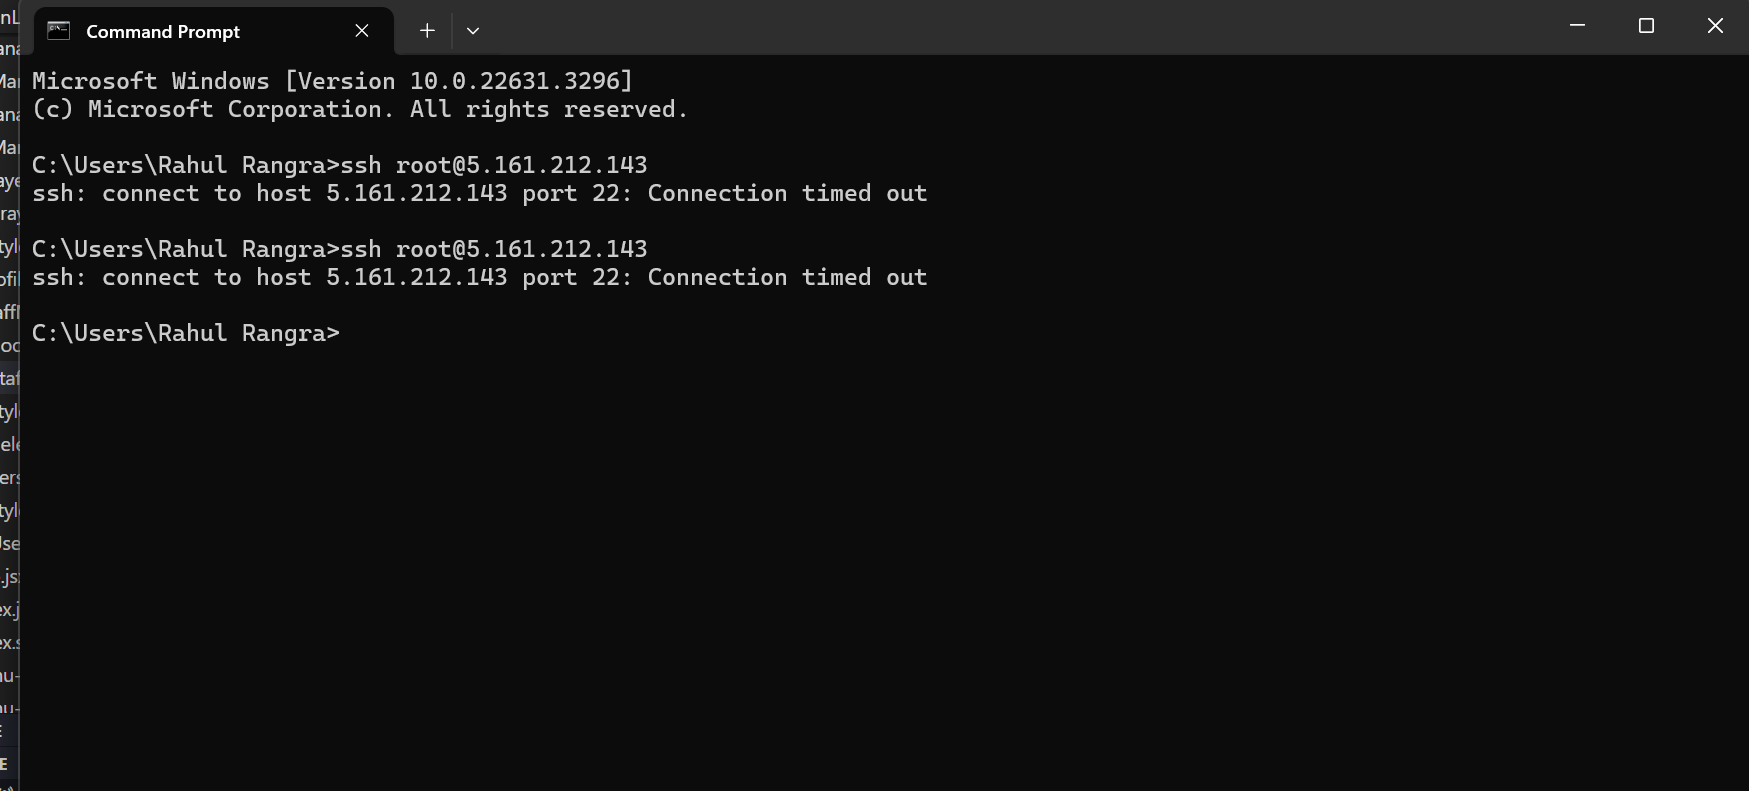 Command Prompt
Microsoft Windows [Version 10.0.22631.3296]
(c) Microsoft Corporation. All rights reserved.
C:\Users\Rahul Rangra>ssh root@5.161.212.143
ssh: connect to host 5.161.212.143 port 22: Connection timed out
C:\Users\Rahul Rangra>ssh root@5.161.212.143
ssh: connect to host 5.161.212.143 port 22: Connection timed out
C:\Users\Rahul Rangra>